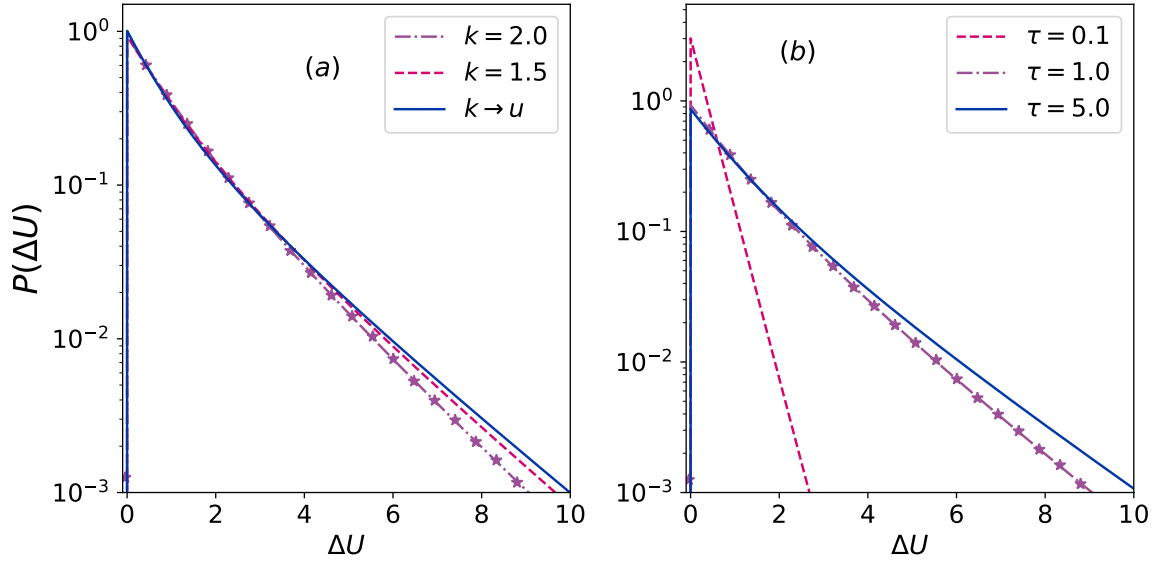 P(ΔU)
10⁰
10⁻¹
10⁻²
10⁻³
(a)
k = 2.0
k = 1.5
k → u
0 2 4 6 8 10
ΔU
10⁰
10⁻¹
10⁻²
10⁻³
(b)
τ = 0.1
τ = 1.0
τ = 5.0
0 2 4 6 8 10
ΔU